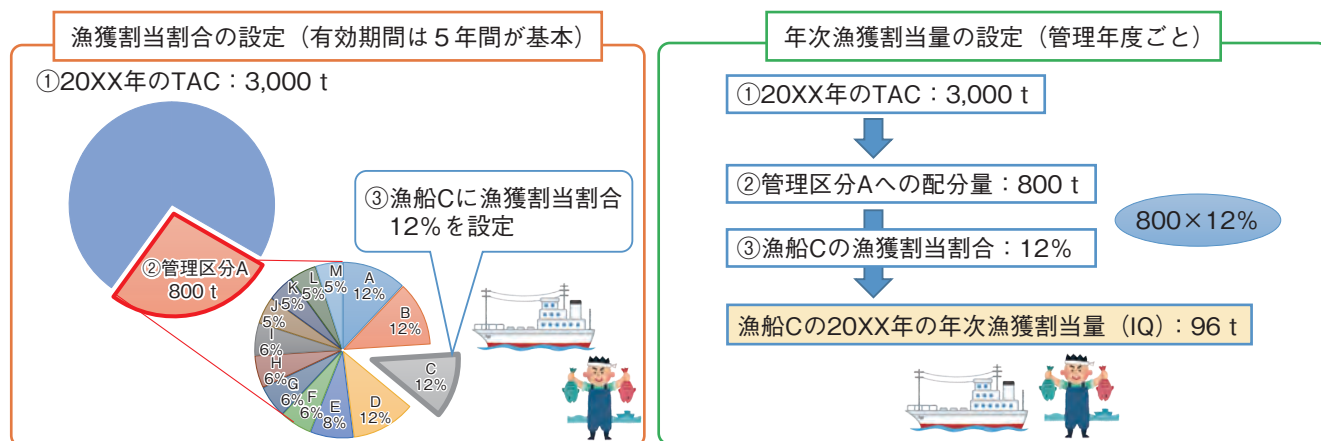 漁獲割当割合の設定（有効期間は５年間が基本）
①20XX年のTAC：3,000 t
②管理区分A
800 t
③漁船Cに漁獲割当割合
12%を設定
A
12%
B
12%
C
12%
D
12%
E
8%
F
6%
G
6%
H
6%
I
6%
J
5%
K
5%
L
5%
M
5%
年次漁獲割当量の設定（管理年度ごと）
①20XX年のTAC：3,000 t
②管理区分Aへの配分量：800 t
③漁船Cの漁獲割当割合：12%
800×12%
漁船Cの20XX年の年次漁獲割当量（IQ）：96 t